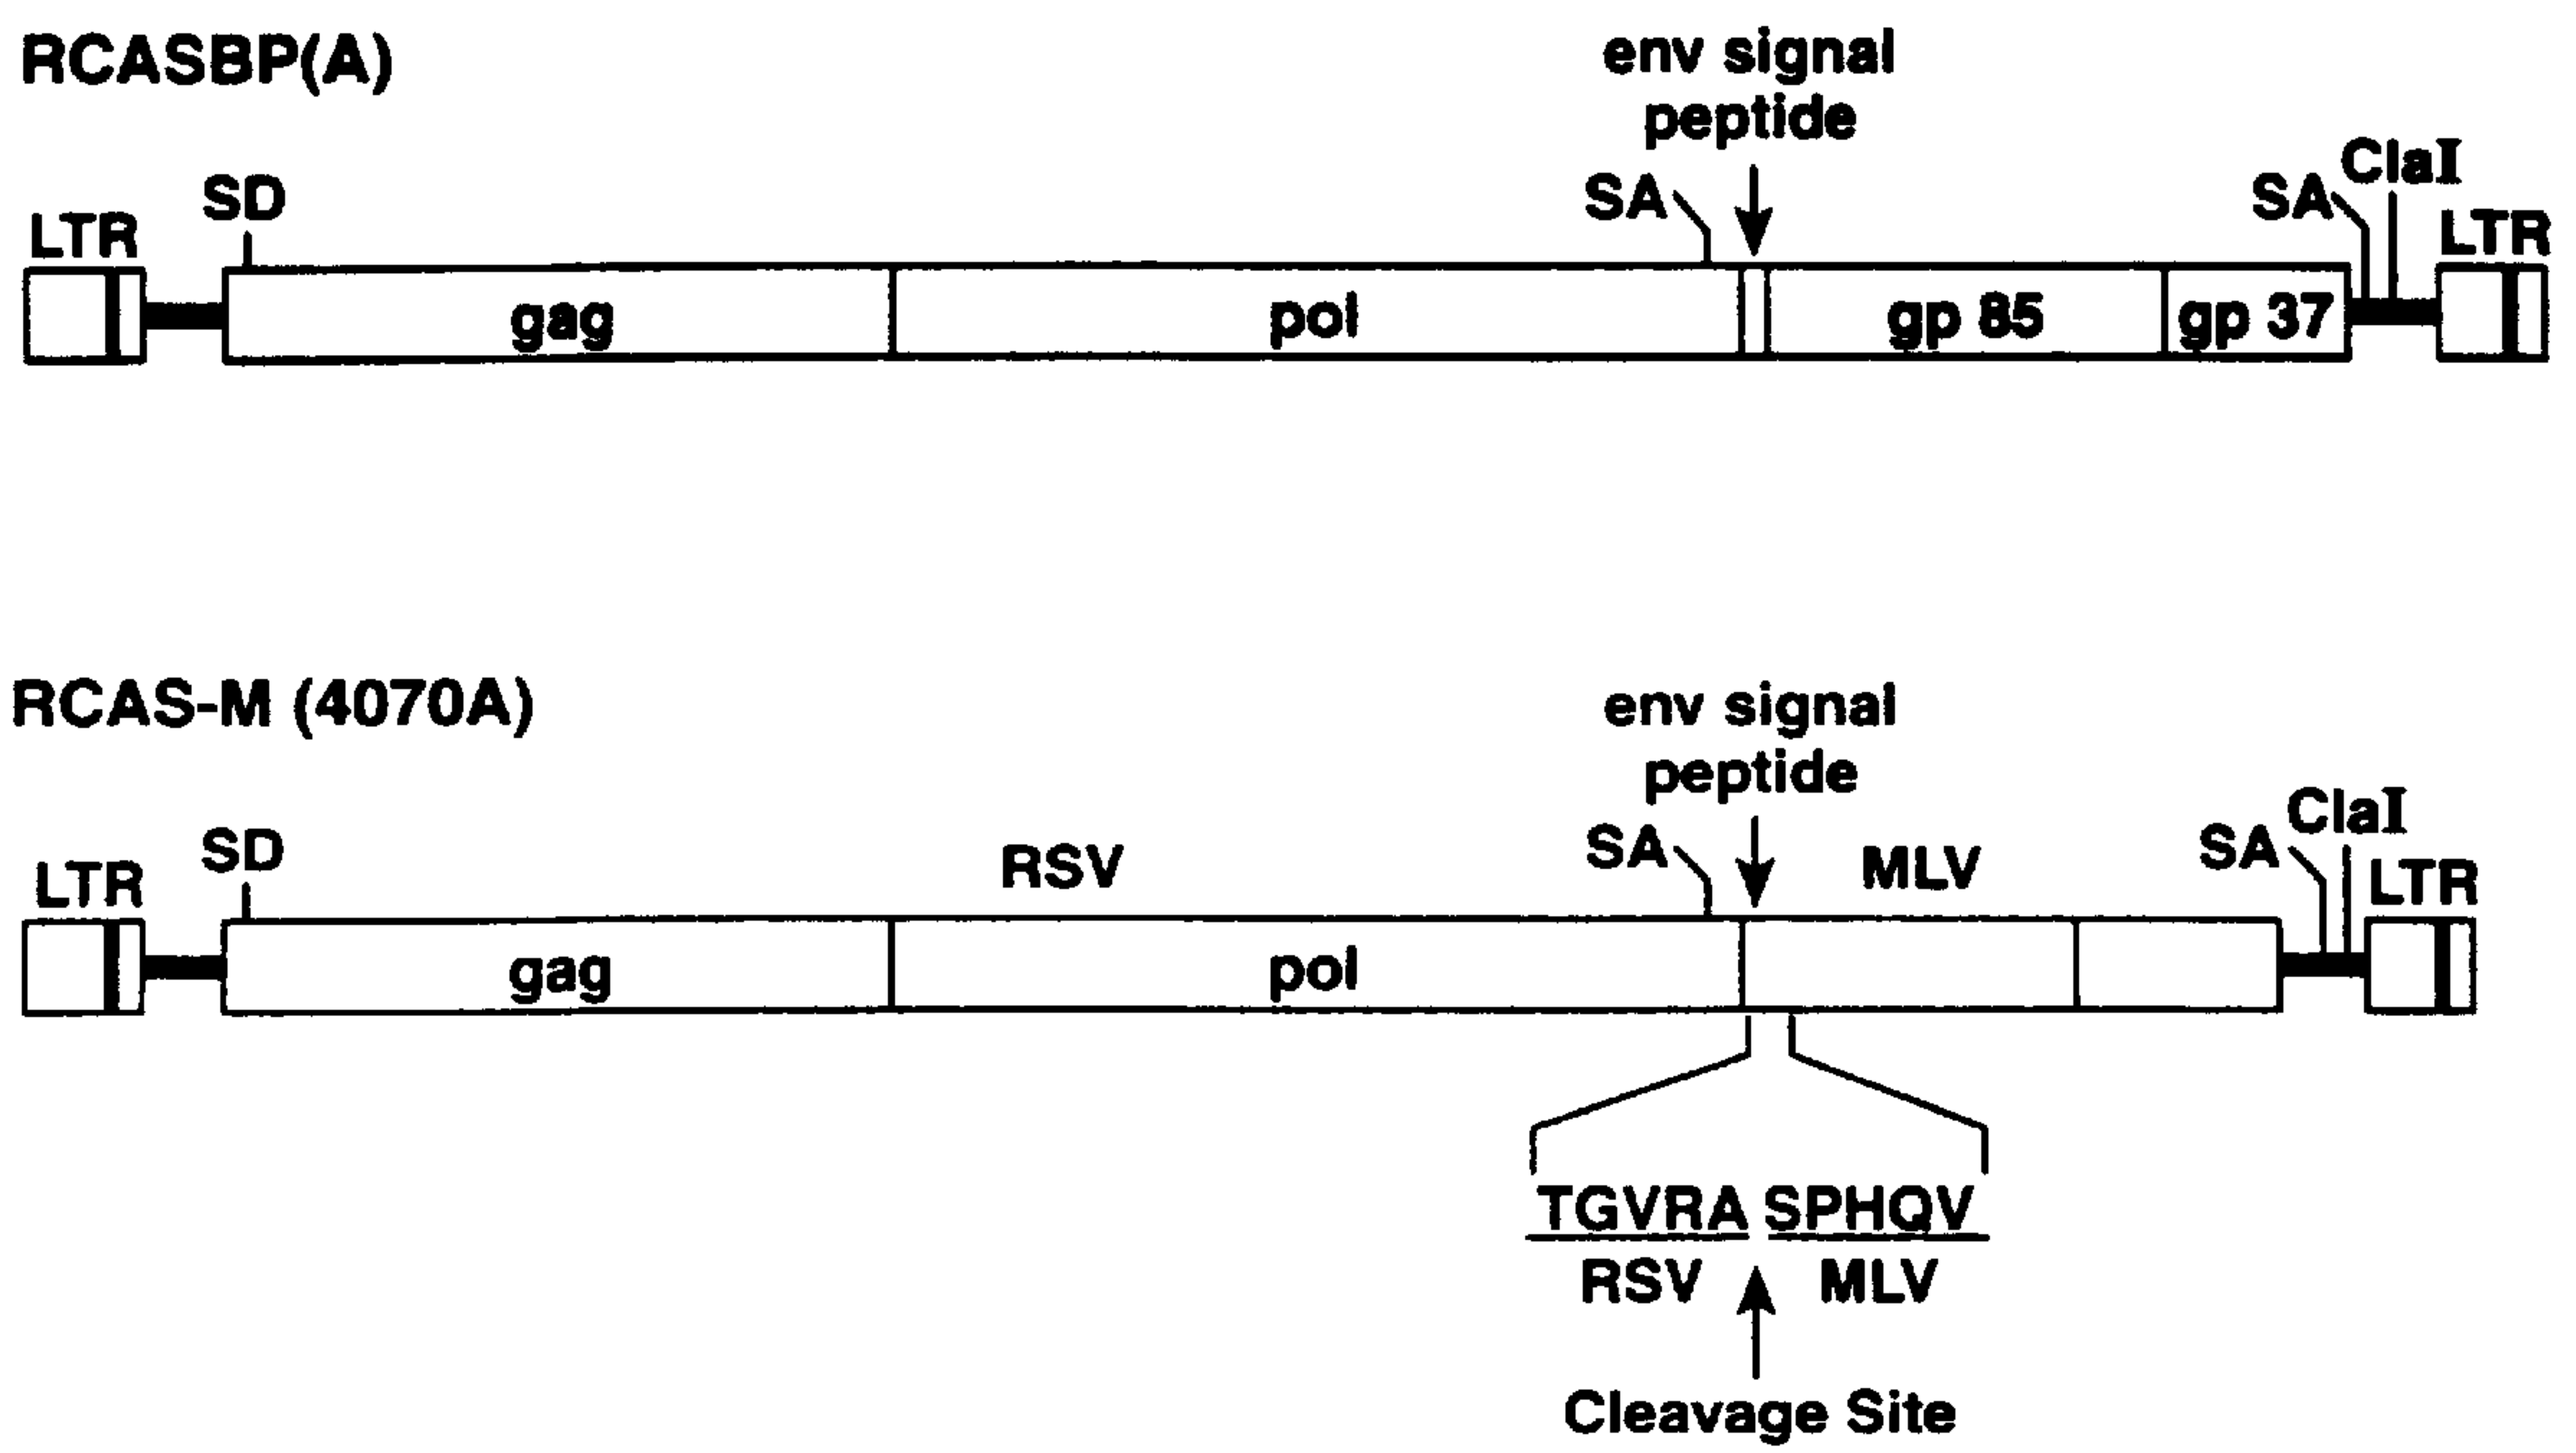 RCASBP(A)
env signal
peptide
LTR
SD
SA
SA
ClaI
LTR
gag
pol
gp 85
gp 37
RCAS-M (4070A)
env signal
peptide
LTR
SD
RSV
SA
MLV
SA
ClaI
LTR
gag
pol
TGVRA SPHQV
RSV
MLV
Cleavage Site